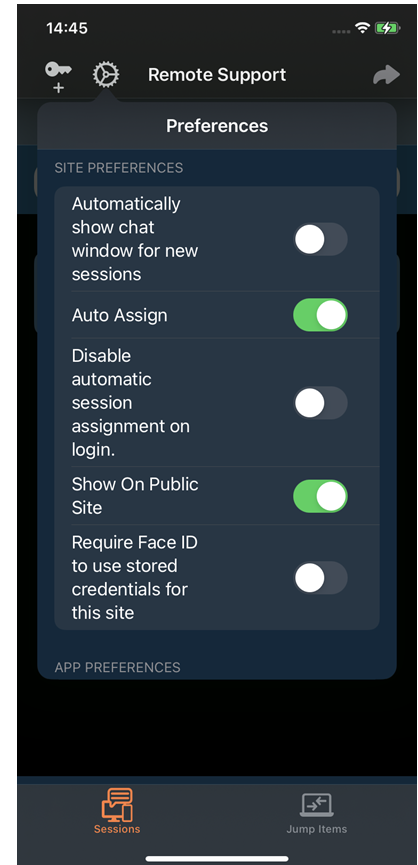 14:45
Remote Support
Preferences
SITE PREFERENCES
Automatically
show chat
window for new
sessions
Auto Assign
Disable
automatic
session
assignment on
login.
Show On Public
Site
Require Face ID
to use stored
credentials for
this site
APP PREFERENCES
Sessions
Jump Items